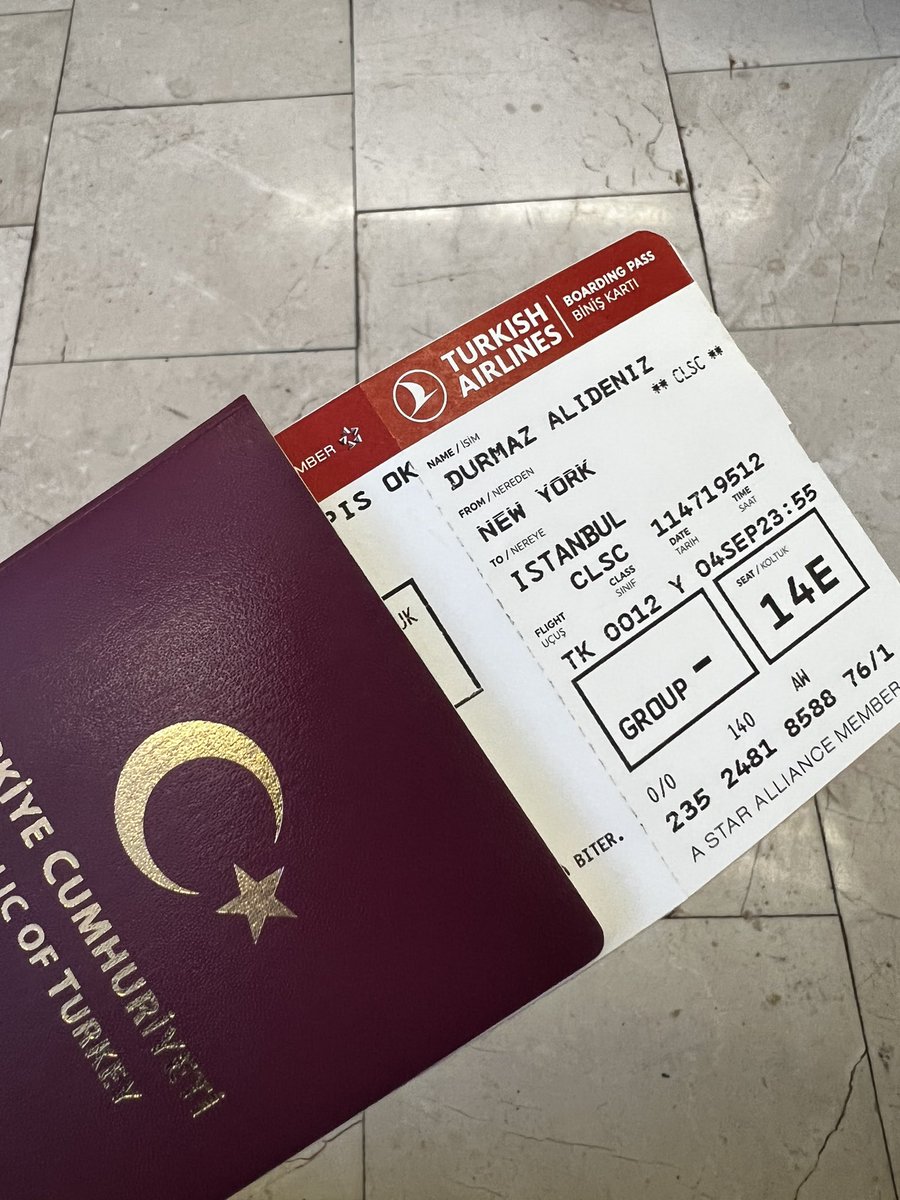 TURKISH
AIRLINES
BOARDING PASS
BİNİŞ KARTI
MBER
PIS OK
NAME / İSİM
DURMAZ ALIDENIZ
** CLSC **
FROM / NEREDEN
NEW YORK
TO / NEREYE
ISTANBUL
CLSC 114719512
FLIGHT
UÇUŞ
CLASS
SINIF
DATE
TARİH
TIME
SAAT
TK 0012 Y 04SEP23:55
GROUP -
SEAT / KOLTUK
14E
UK
0/0 140 AW
235 2481 8588 76/1
A STAR ALLIANCE MEMBER
BITER.
RKİYE CUMHURİYETİ
LIC OF TURKEY